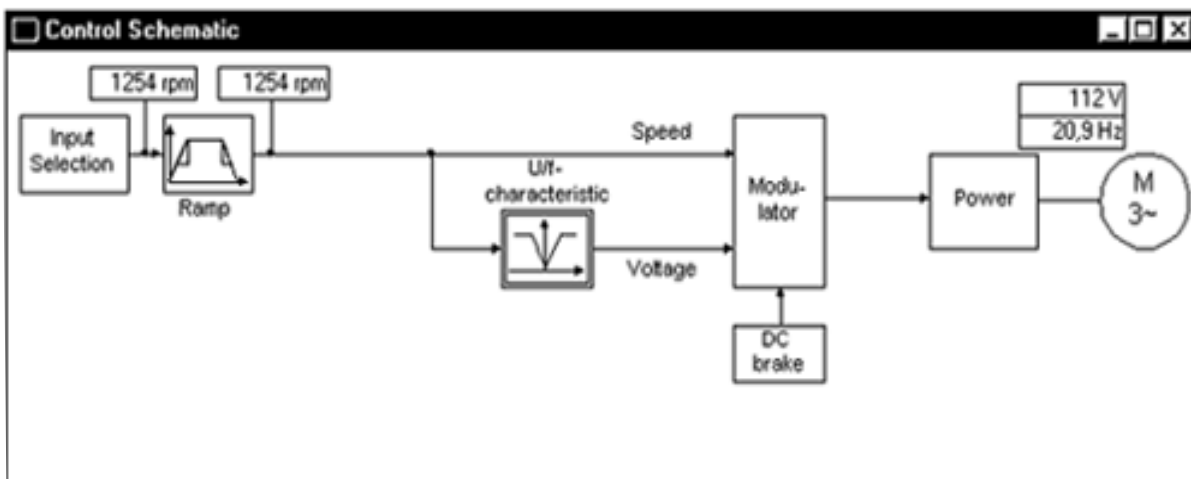 Control Schematic
1254 rpm
1254 rpm
Input
Selection
Ramp
U/f-
characteristic
Speed
Voltage
Modu-
lator
DC
brake
Power
112 V
20,9 Hz
M
3~